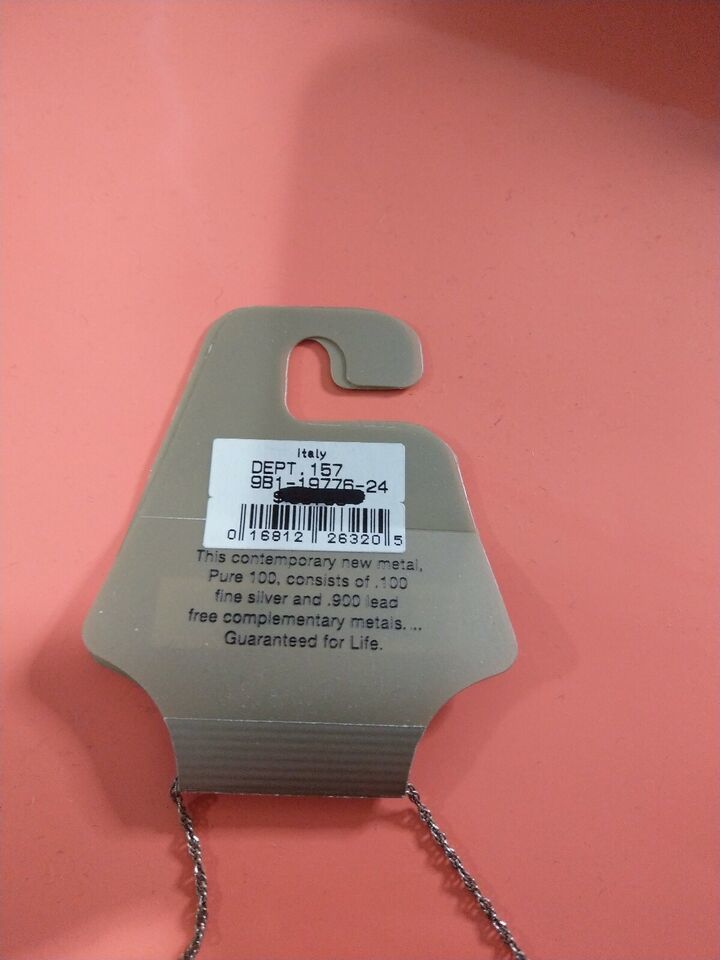 Italy
DEPT. 157
9B1-19776-24
0 16812 26320 5
This contemporary new metal,
Pure 100, consists of .100
fine silver and .900 lead
free complementary metals....
Guaranteed for Life.